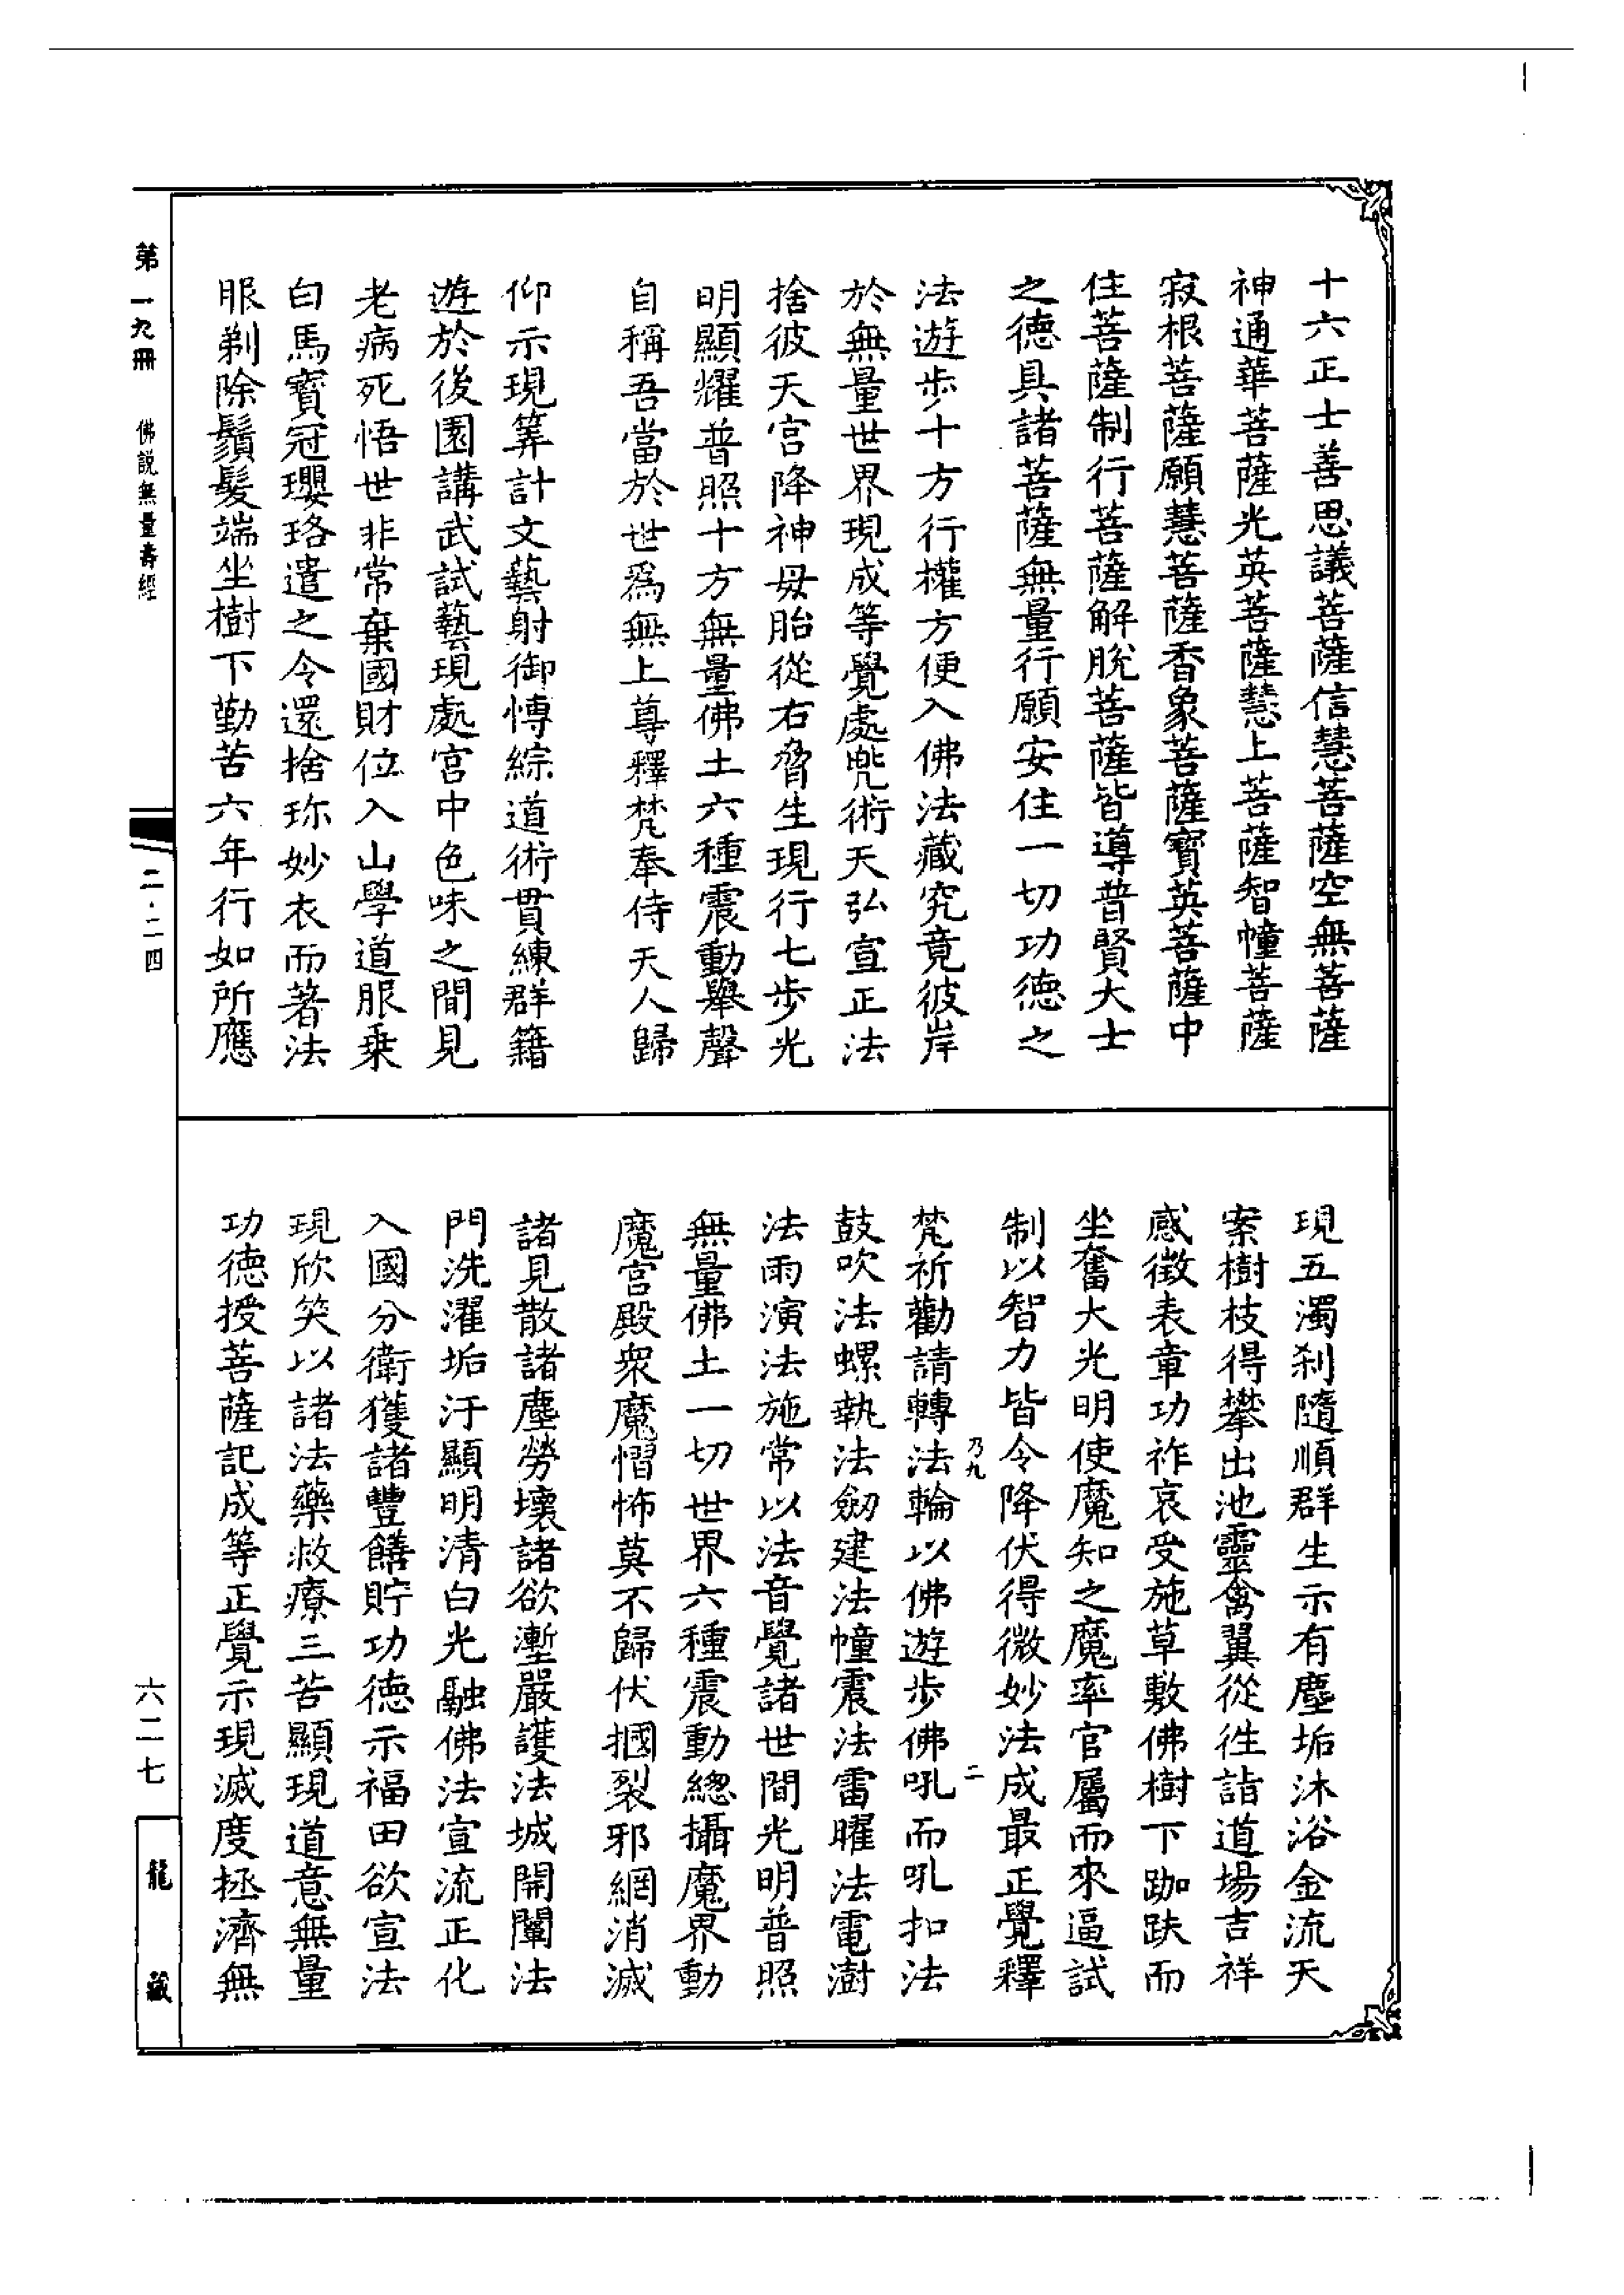 十六正士善思議菩薩信慧菩薩空無菩薩
神通華菩薩光英菩薩慧上菩薩智幢菩薩
寂根菩薩願慧菩薩香象菩薩寶英菩薩中
住菩薩制行菩薩解脫菩薩皆導普賢大士
之德具諸菩薩無量行願安住一切功德之
法遊步十方行權方便入佛法藏究竟彼岸
於無量世界現成等覺處兜術天弘宣正法
捨彼天宮降神母胎從右脅生現行七步光
明顯耀普照十方無量佛土六種震動舉聲
自稱吾當於世爲無上尊釋梵奉侍天人歸
仰示現筭計文藝射御博綜道術貫練群籍
遊於後園講武試藝現處宮中色味之間見
老病死悟世非常棄國財位入山學道服乘
白馬寶冠瓔珞遣之令還捨珎妙衣而著法
服剃除鬚髮端坐樹下勤苦六年行如所應
現五濁刹隨順群生示有塵垢沐浴金流天
案樹枝得攀出池靈禽翼從徃詣道場吉祥
感徵表章功祚哀受施草敷佛樹下跏趺而
坐奮大光明使魔知之魔率官屬而來逼試
制以智力皆令降伏得微妙法成最正覺釋
乃九 二
梵祈勸請轉法輪以佛遊步佛吼而吼扣法
鼓吹法螺執法劒建法幢震法雷曜法電澍
法雨演法施常以法音覺諸世間光明普照
無量佛土一切世界六種震動總攝魔界動
魔宮殿衆魔慴怖莫不歸伏摑裂邪網消滅
諸見散諸塵勞壞諸欲壍嚴護法城開闡法
門洗濯垢汙顯明清白光融佛法宣流正化
入國分衛獲諸豐饍貯功德示福田欲宣法
現欣笑以諸法藥救療三苦顯現道意無量
功德授菩薩記成等正覺示現滅度拯濟無
第一九冊 佛說無量壽經
二·二四
六二七
龍藏